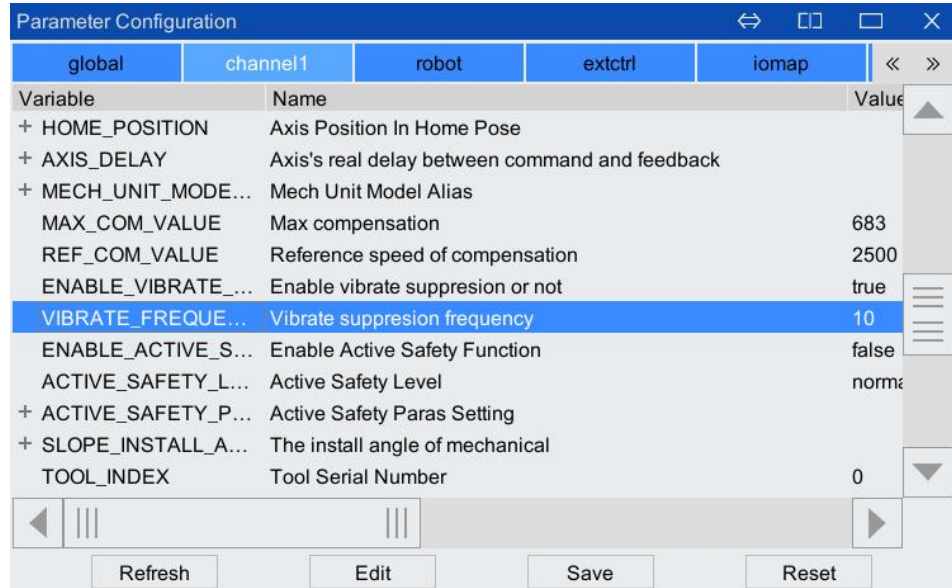 Parameter Configuration
global channel1 robot extctrl iomap « »
Variable Name Value
+ HOME_POSITION Axis Position In Home Pose
+ AXIS_DELAY Axis's real delay between command and feedback
+ MECH_UNIT_MODE... Mech Unit Model Alias
MAX_COM_VALUE Max compensation 683
REF_COM_VALUE Reference speed of compensation 2500
ENABLE_VIBRATE_... Enable vibrate suppresion or not true
VIBRATE_FREQUE... Vibrate suppresion frequency 10
ENABLE_ACTIVE_S... Enable Active Safety Function false
ACTIVE_SAFETY_L... Active Safety Level norma
+ ACTIVE_SAFETY_P... Active Safety Paras Setting
+ SLOPE_INSTALL_A... The install angle of mechanical
TOOL_INDEX Tool Serial Number 0
Refresh Edit Save Reset